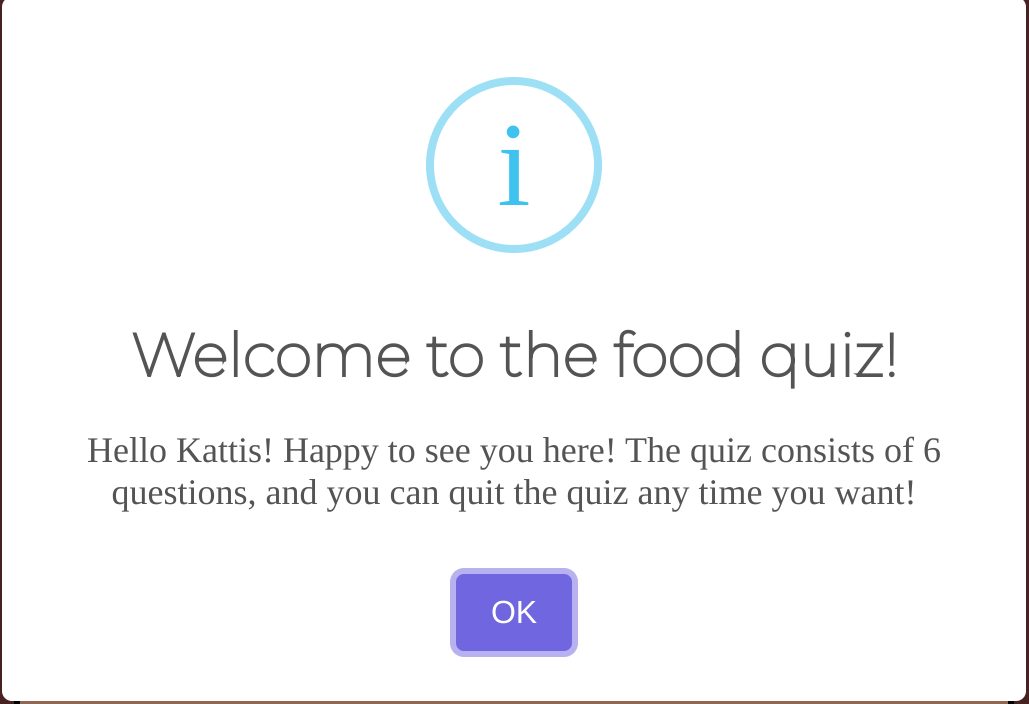 i
Welcome to the food quiz!
Hello Kattis! Happy to see you here! The quiz consists of 6
questions, and you can quit the quiz any time you want!
OK